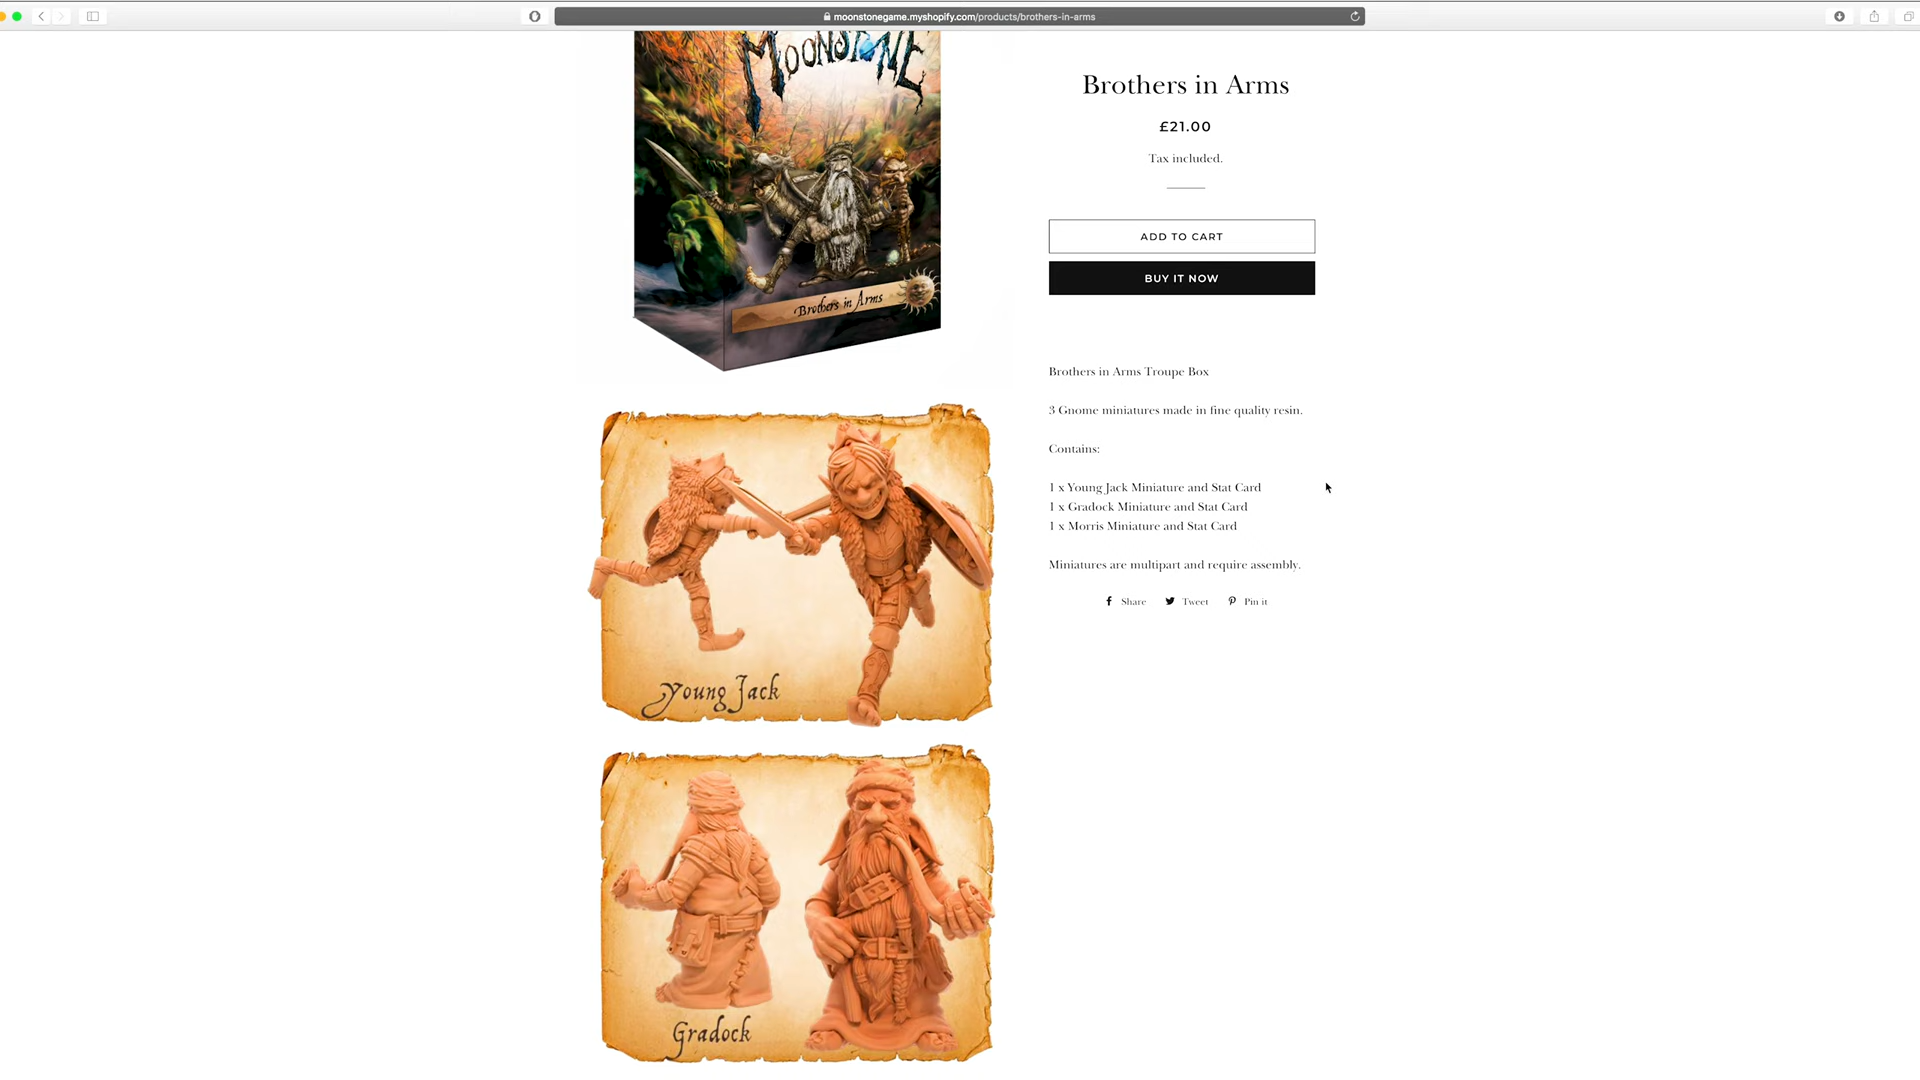 moonstonegame.myshopify.com/products/brothers-in-arms
MOONSTONE
Brothers in Arms
Brothers in Arms
£21.00
Tax included.
ADD TO CART
BUY IT NOW
Brothers in Arms Troupe Box
3 Gnome miniatures made in fine quality resin.
Contains:
1 x Young Jack Miniature and Stat Card
1 x Gradock Miniature and Stat Card
1 x Morris Miniature and Stat Card
Miniatures are multipart and require assembly.
Share Tweet Pin it
Young Jack
Gradock